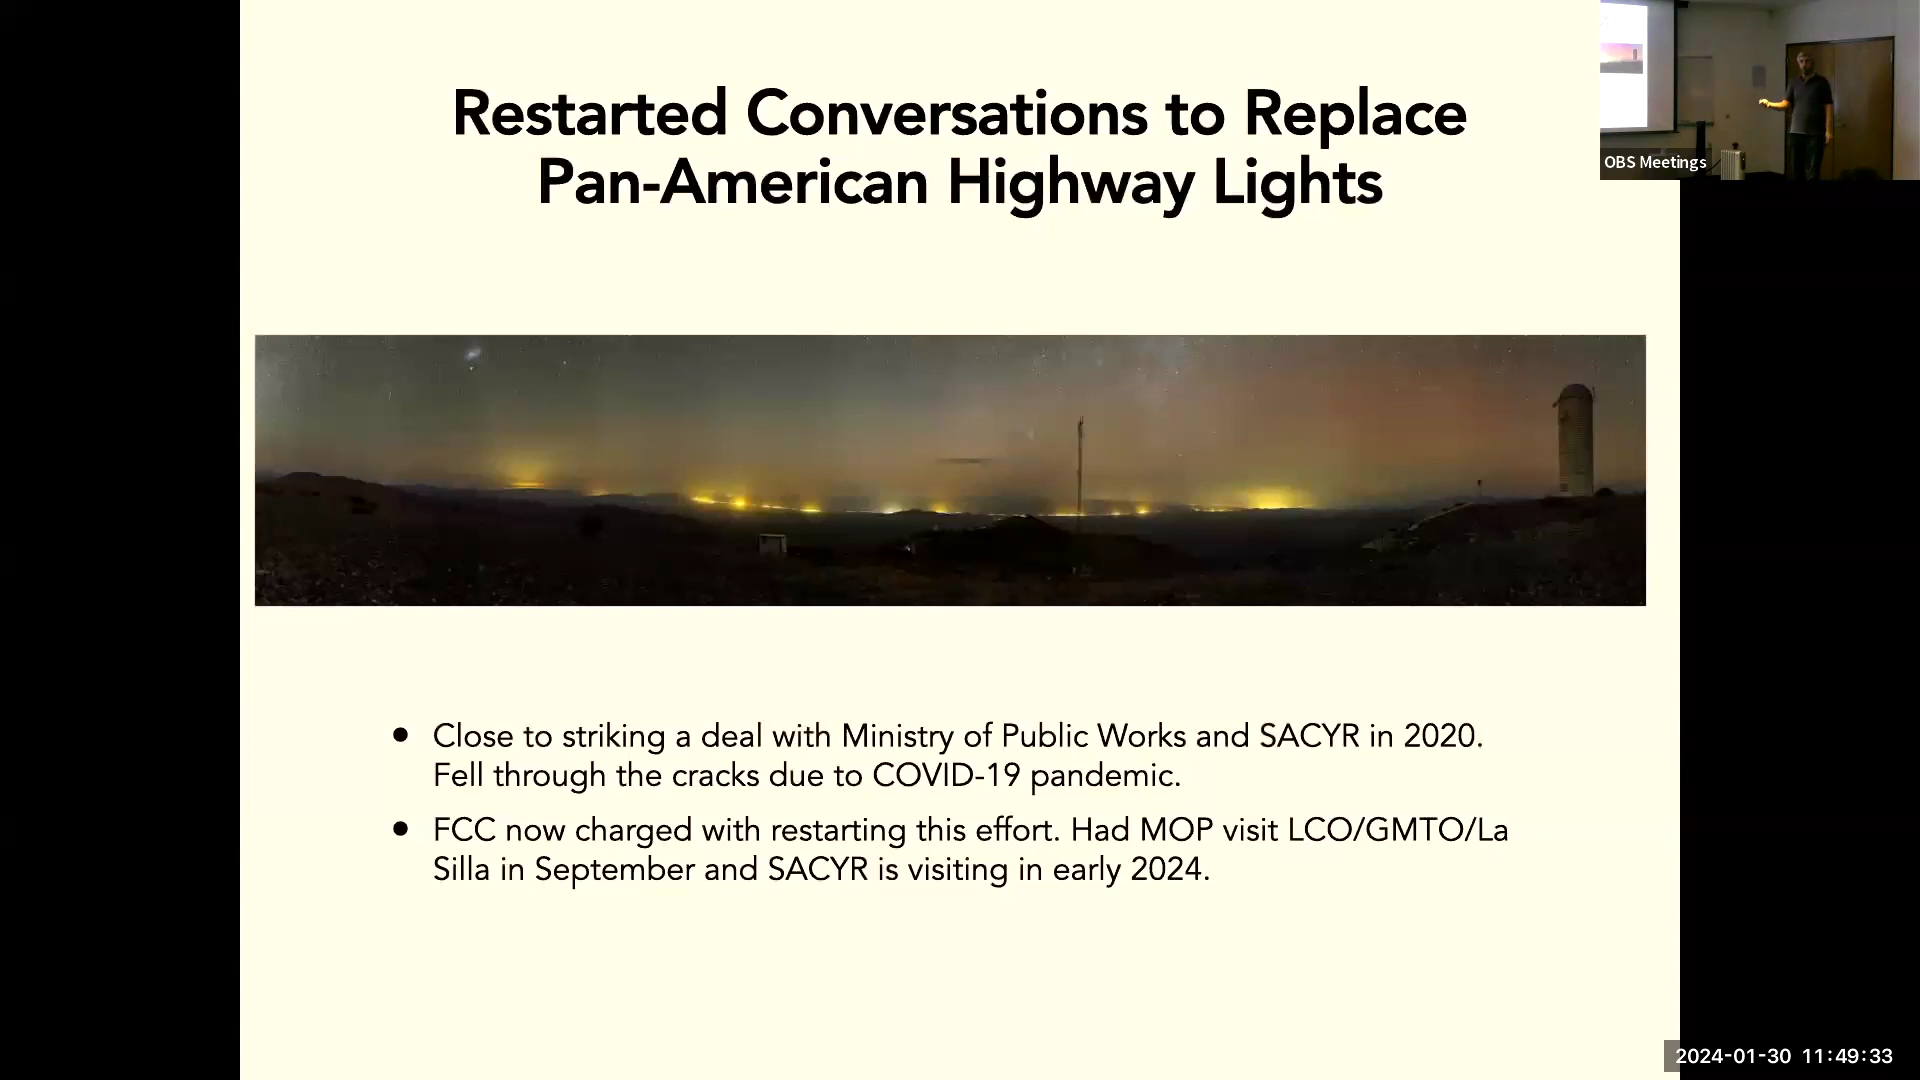 Restarted Conversations to Replace
Pan-American Highway Lights
OBS Meetings
• Close to striking a deal with Ministry of Public Works and SACYR in 2020.
Fell through the cracks due to COVID-19 pandemic.
• FCC now charged with restarting this effort. Had MOP visit LCO/GMTO/La
Silla in September and SACYR is visiting in early 2024.
2024-01-30 11:49:33